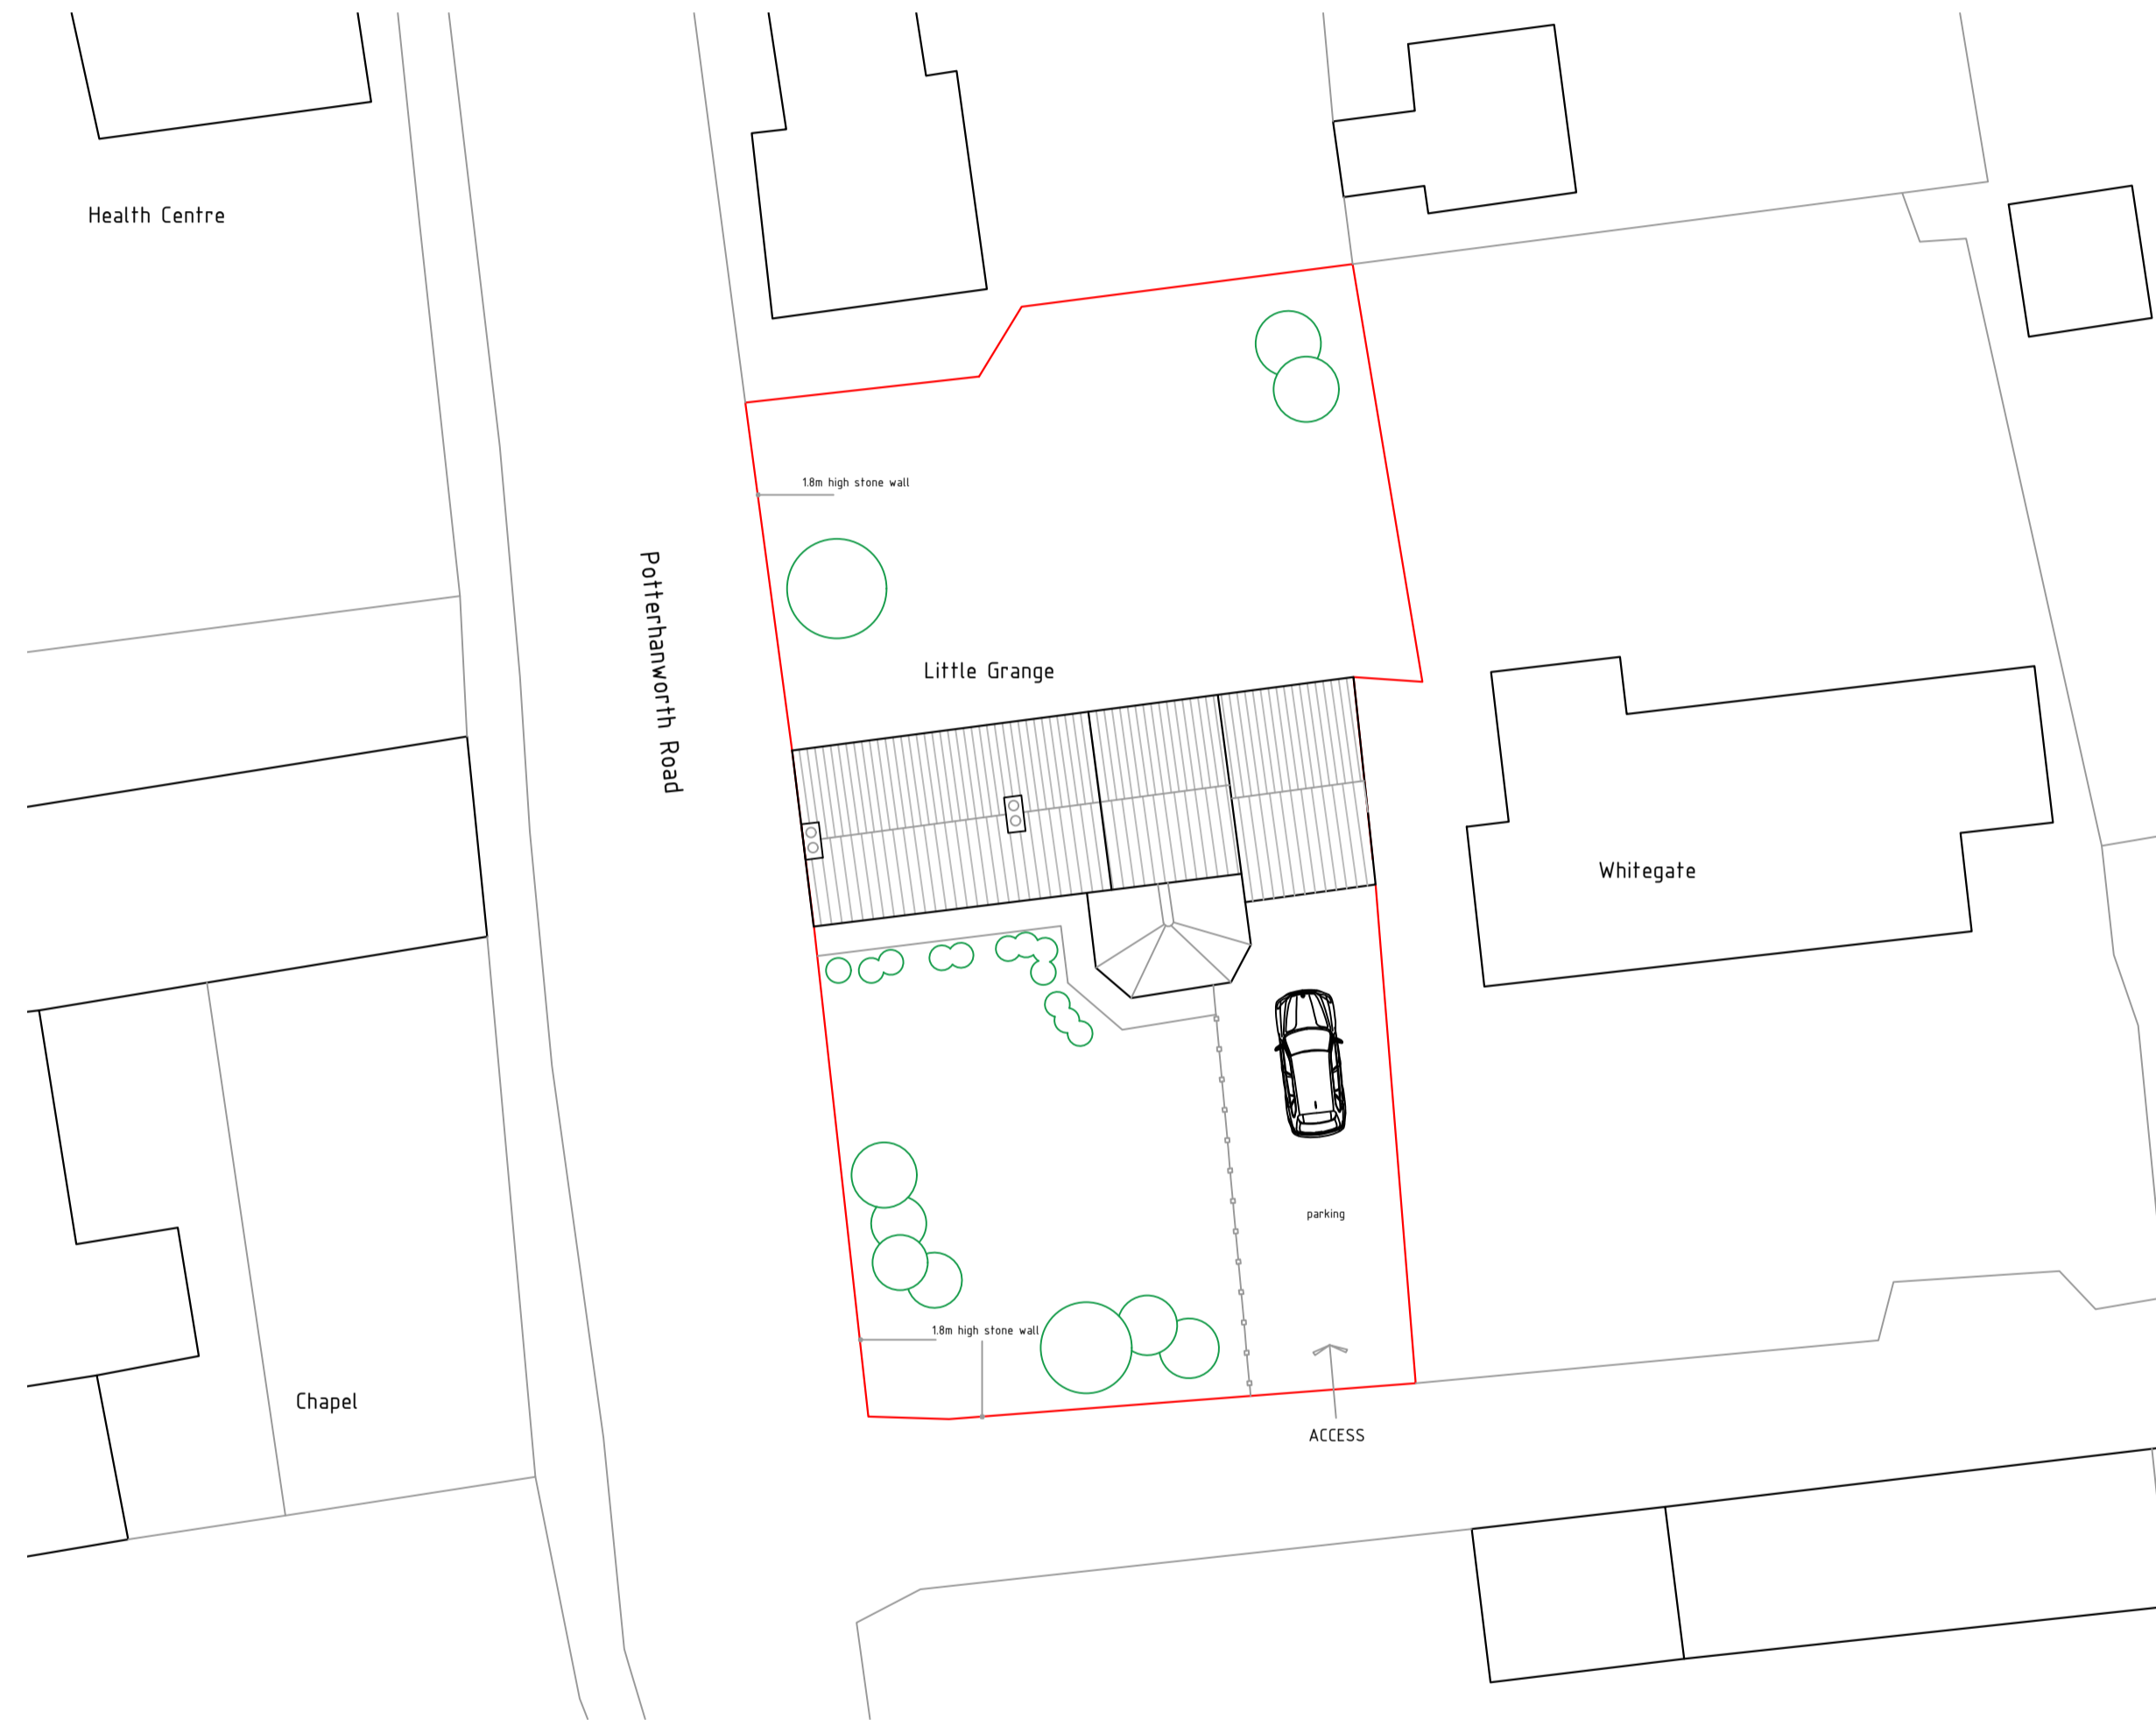 Health Centre
1.8m high stone wall
Potterhanworth Road
Little Grange
Whitegate
parking
1.8m high stone wall
Chapel
ACCESS